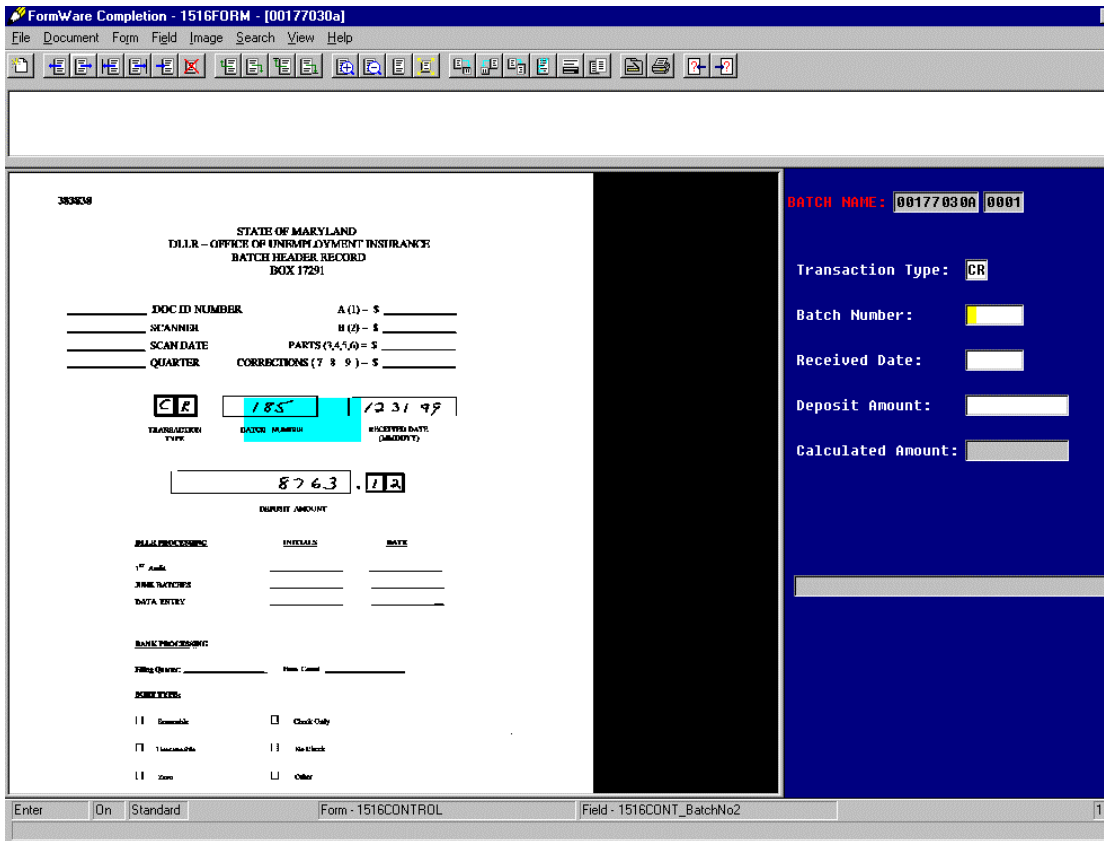 FormWare Completion - 1516FORM - [00177030a]
File Document Form Field Image Search View Help
383838
STATE OF MARYLAND
DLLR – OFFICE OF UNEMPLOYMENT INSURANCE
BATCH HEADER RECORD
BOX 17291
DOC ID NUMBER A (1) – $
SCANNER B (2) – $
SCAN DATE PARTS (3,4,5,6) = $
QUARTER CORRECTIONS ( 7 8 9 ) – $
CR 185 123199
TRANSACTION TYPE BATCH NUMBER RECEIVED DATE (MMDDYY)
8763.12
DEPOSIT AMOUNT
DLLR PROCESSING INITIALS DATE
1ST Audit
JUNK BATCHES
DATA ENTRY
BANK PROCESSING
Filing Quarter:
Scannable Check Only
Unscannable No Check
Zero Other
BATCH NAME: 00177030A 0001
Transaction Type: CR
Batch Number:
Received Date:
Deposit Amount:
Calculated Amount:
Enter On Standard Form - 1516CONTROL Field - 1516CONT_BatchNo2 1